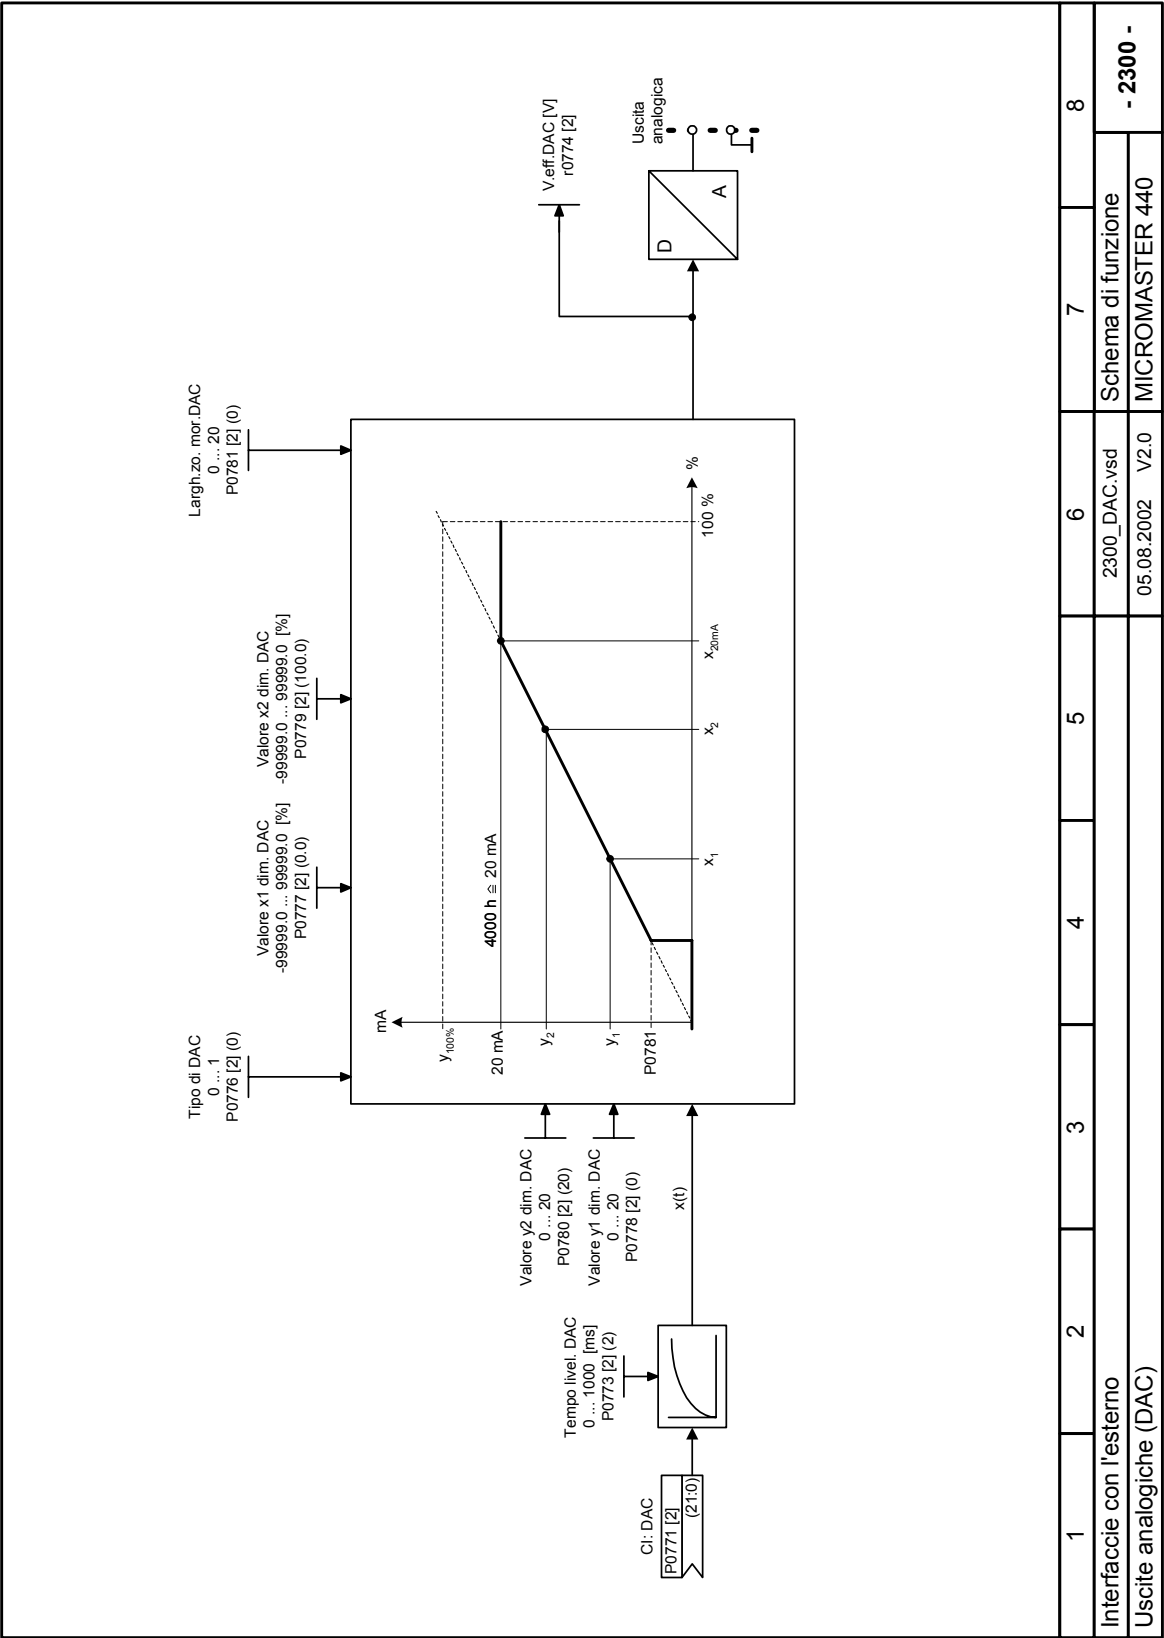 Tipo di DAC
0 ... 1
P0776 [2] (0)
Valore x1 dim. DAC
-99999.0 ... 99999.0 [%]
P0777 [2] (0.0)
Valore x2 dim. DAC
-99999.0 ... 99999.0 [%]
P0779 [2] (100.0)
Largh.zo. mor.DAC
0 ... 20
P0781 [2] (0)
Valore y2 dim. DAC
0 ... 20
P0780 [2] (20)
Valore y1 dim. DAC
0 ... 20
P0778 [2] (0)
Tempo livel. DAC
0 ... 1000 [ms]
P0773 [2] (2)
CI: DAC
P0771 [2]
(21:0)
x(t)
mA
y100%
20 mA
y2
y1
P0781
4000 h ≙ 20 mA
x1
x2
x20mA
100 %
%
V.eff.DAC [V]
r0774 [2]
D
A
Uscita
analogica
1 2 3 4 5 6 7 8
Interfaccie con l'esterno
2300_DAC.vsd
Schema di funzione
- 2300 -
Uscite analogiche (DAC)
05.08.2002 V2.0
MICROMASTER 440